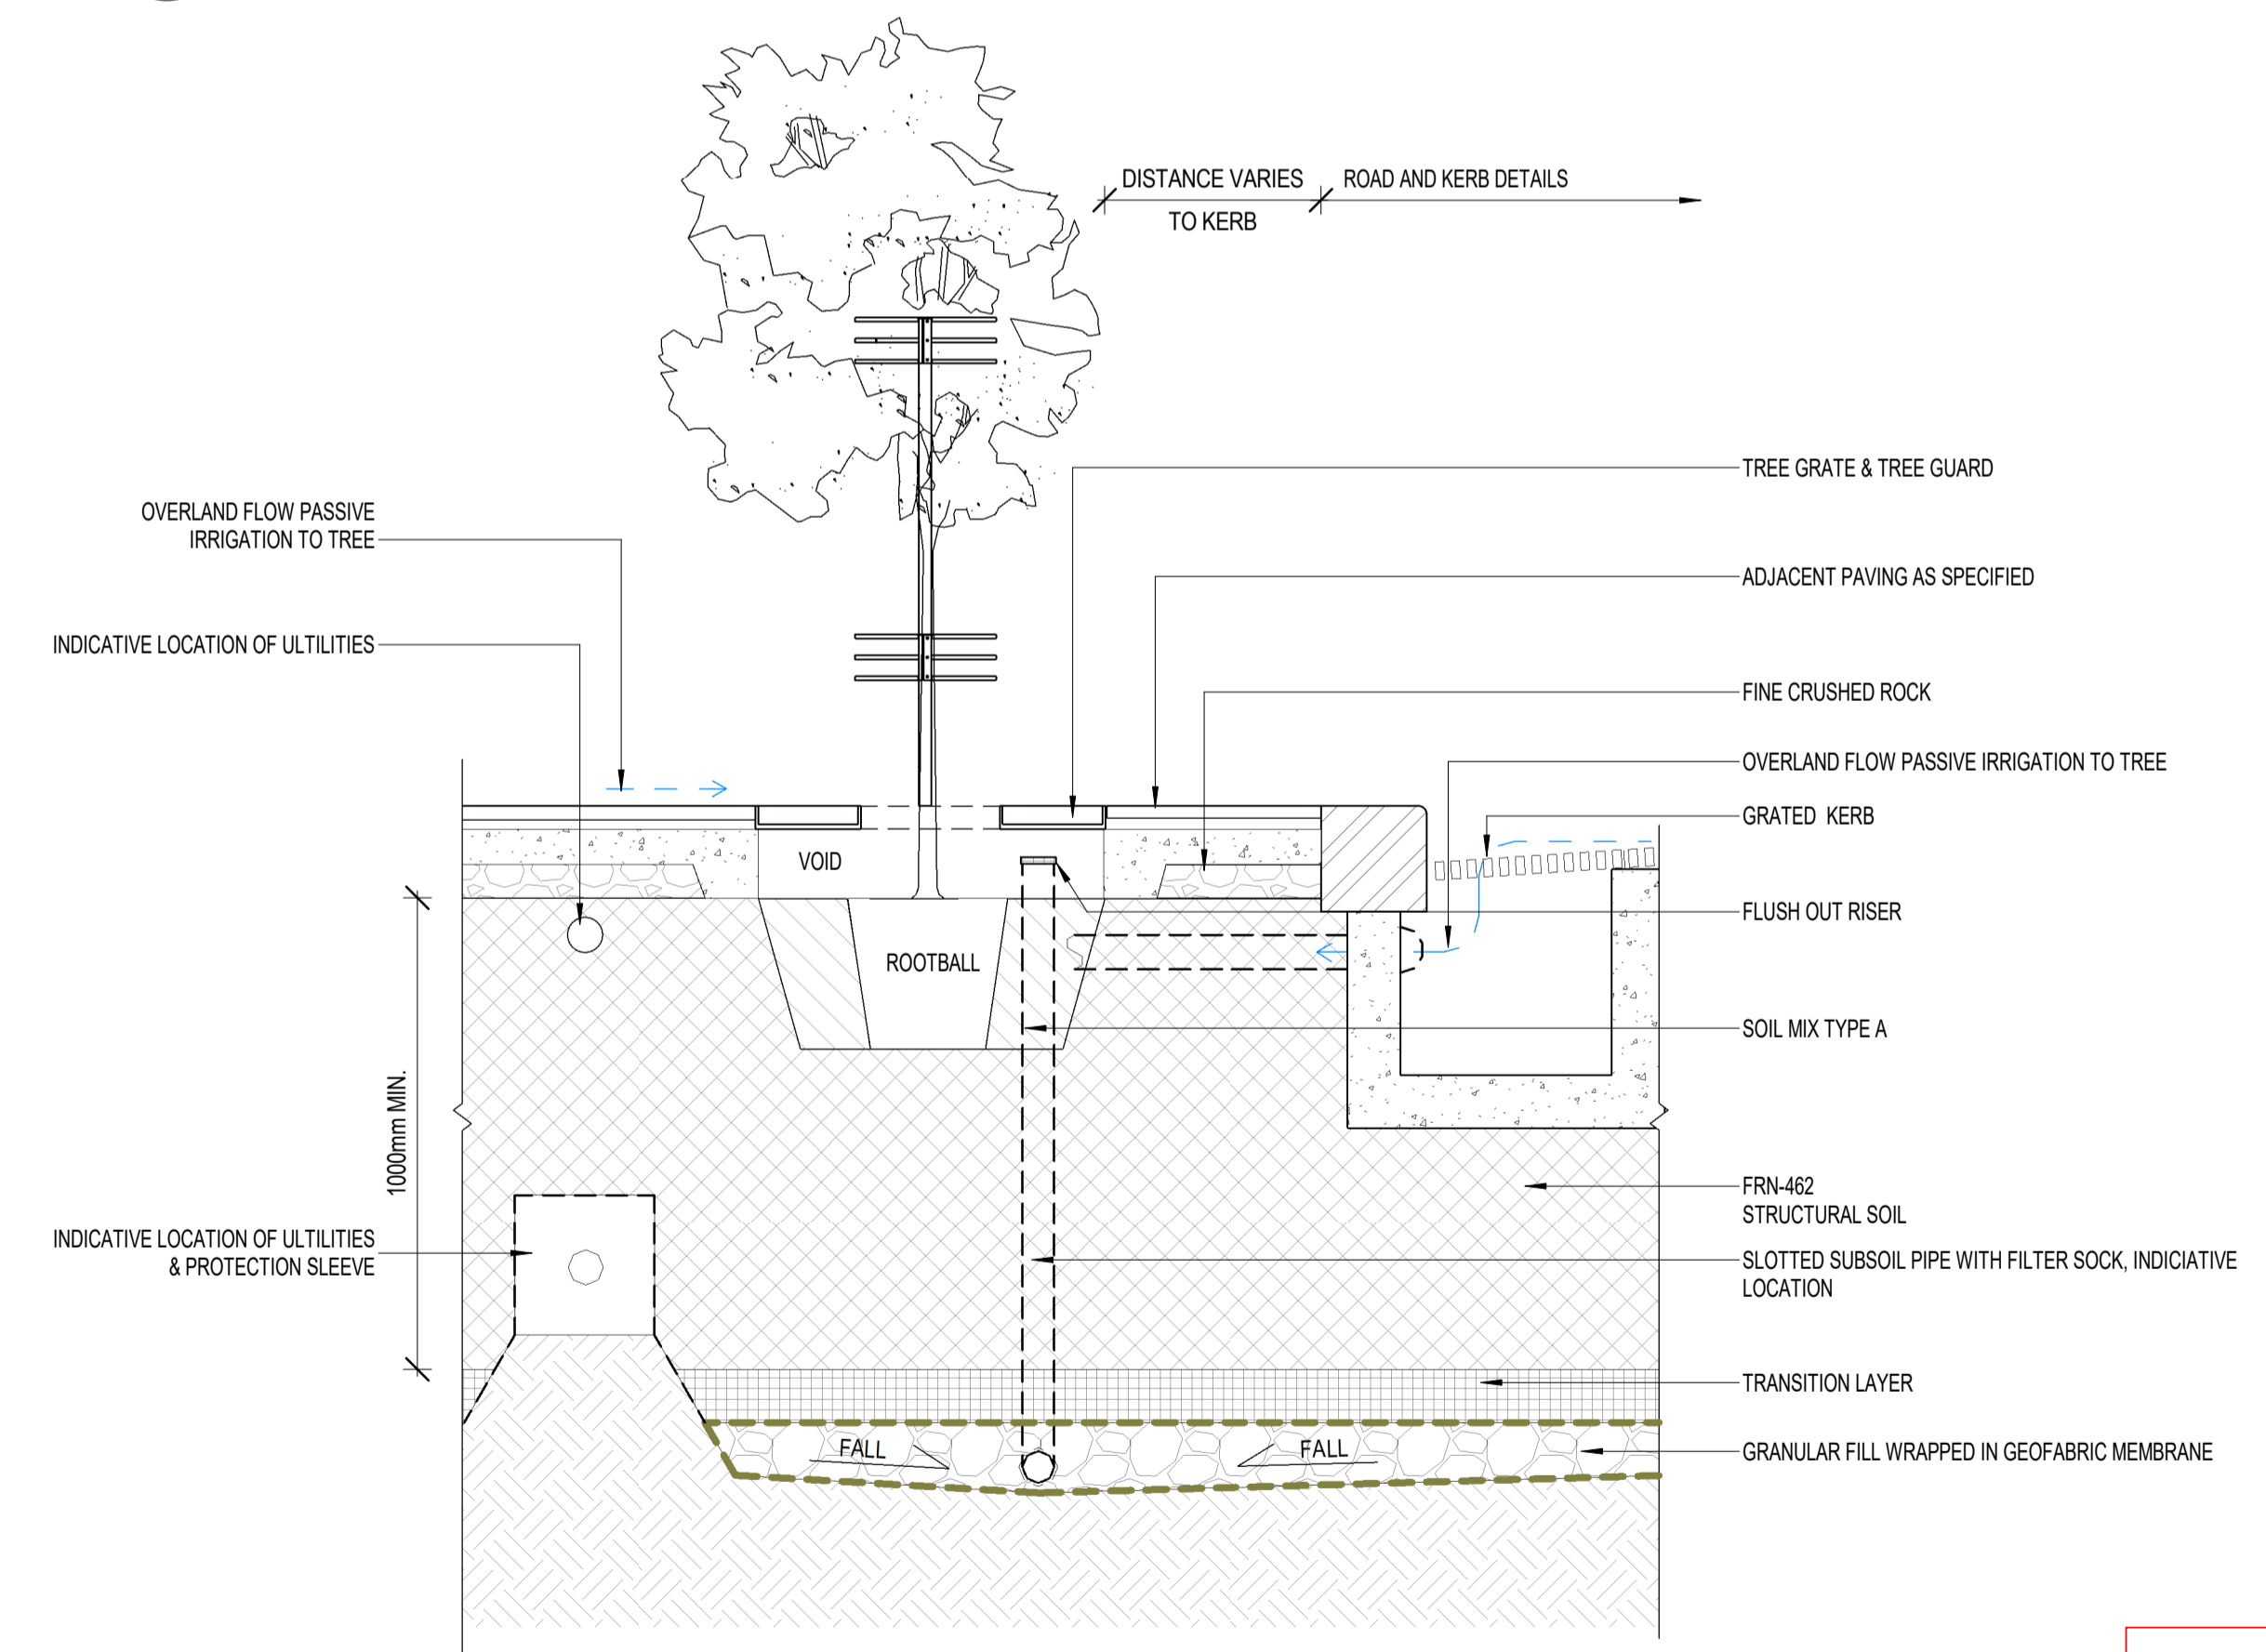 DISTANCE VARIES
TO KERB
ROAD AND KERB DETAILS
OVERLAND FLOW PASSIVE
IRRIGATION TO TREE
INDICATIVE LOCATION OF ULTILITIES
1000mm MIN.
INDICATIVE LOCATION OF ULTILITIES
& PROTECTION SLEEVE
VOID
ROOTBALL
FALL
FALL
TREE GRATE & TREE GUARD
ADJACENT PAVING AS SPECIFIED
FINE CRUSHED ROCK
OVERLAND FLOW PASSIVE IRRIGATION TO TREE
GRATED KERB
FLUSH OUT RISER
SOIL MIX TYPE A
FRN-462
STRUCTURAL SOIL
SLOTTED SUBSOIL PIPE WITH FILTER SOCK, INDICIATIVE
LOCATION
TRANSITION LAYER
GRANULAR FILL WRAPPED IN GEOFABRIC MEMBRANE